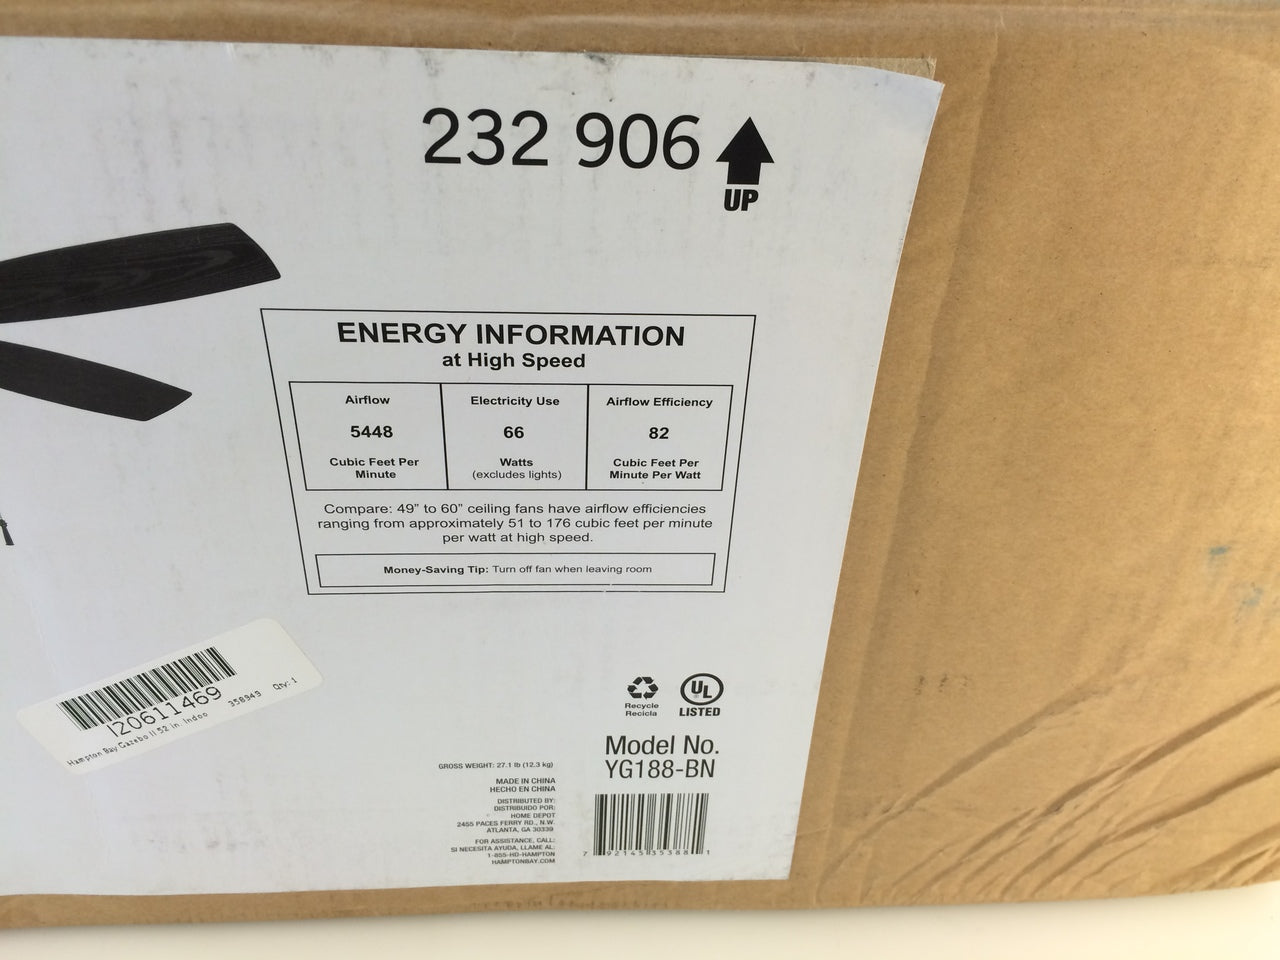 232 906
UP
ENERGY INFORMATION
at High Speed
Airflow
5448
Cubic Feet Per
Minute
Electricity Use
66
Watts
(excludes lights)
Airflow Efficiency
82
Cubic Feet Per
Minute Per Watt
Compare: 49" to 60" ceiling fans have airflow efficiencies
ranging from approximately 51 to 176 cubic feet per minute
per watt at high speed.
Money-Saving Tip: Turn off fan when leaving room
I20611469
Hampton Bay Gazebo II 52 in. Indoo 358949 Qty: 1
Recycle
Recicla
UL
LISTED
Model No.
YG188-BN
GROSS WEIGHT: 27.1 lb (12.3 kg)
MADE IN CHINA
HECHO EN CHINA
DISTRIBUTED BY:
DISTRIBUIDO POR:
HOME DEPOT
2455 PACES FERRY RD., N.W.
ATLANTA, GA 30339
FOR ASSISTANCE, CALL:
SI NECESITA AYUDA, LLAME AL:
1-855-HD-HAMPTON
HAMPTONBAY.COM
7 92145 35388 1